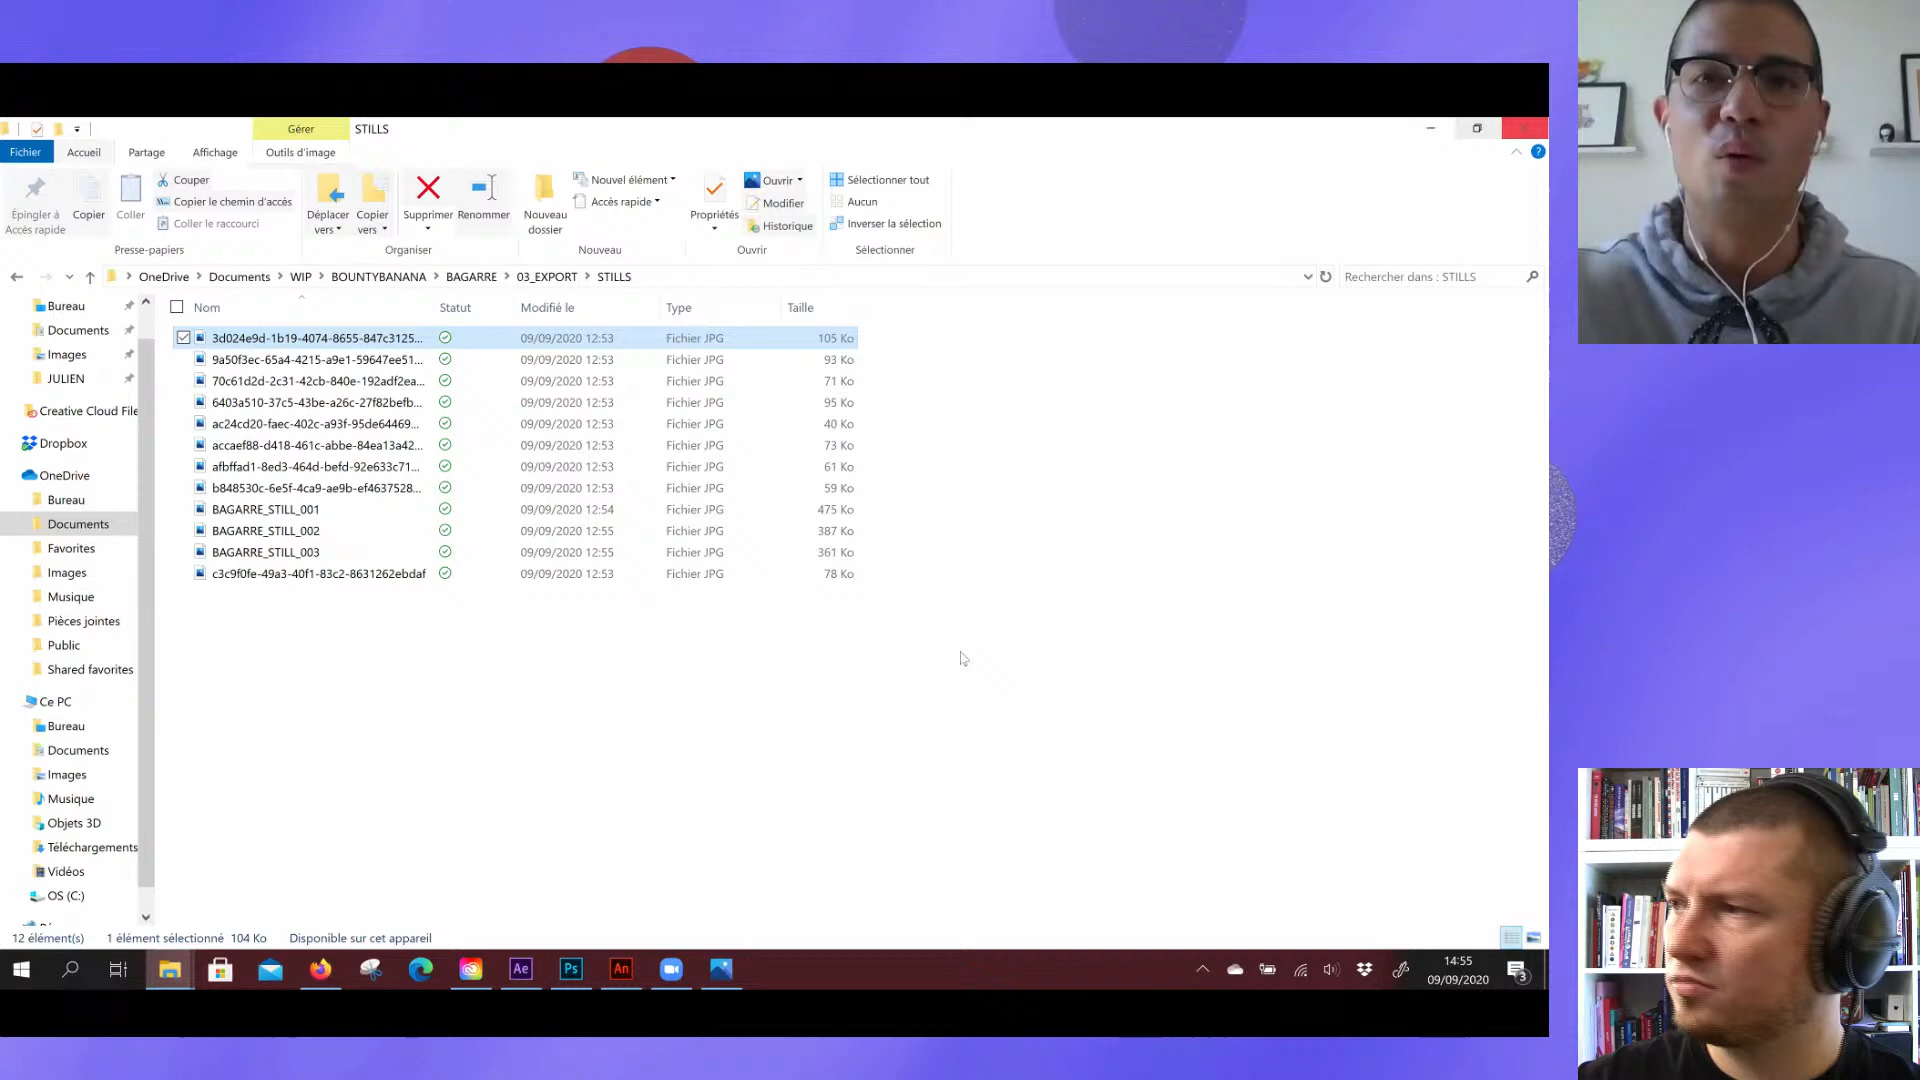 Gérer STILLS
Fichier Accueil Partage Affichage Outils d'image
Épingler à Accès rapide
Copier
Coller
Couper
Copier le chemin d'accès
Coller le raccourci
Presse-papiers
Déplacer vers
Copier vers
Supprimer
Renommer
Organiser
Nouveau dossier
Nouvel élément
Accès rapide
Nouveau
Propriétés
Ouvrir
Modifier
Historique
Ouvrir
Sélectionner tout
Aucun
Inverser la sélection
Sélectionner
OneDrive > Documents > WIP > BOUNTYBANANA > BAGARRE > 03_EXPORT > STILLS
Rechercher dans : STILLS
Bureau
Documents
Images
JULIEN
Creative Cloud File
Dropbox
OneDrive
Bureau
Documents
Favorites
Images
Musique
Pièces jointes
Public
Shared favorites
Ce PC
Bureau
Documents
Images
Musique
Objets 3D
Téléchargements
Vidéos
OS (C:)
Nom Statut Modifié le Type Taille
3d024e9d-1b19-4074-8655-847c3125... 09/09/2020 12:53 Fichier JPG 105 Ko
9a50f3ec-65a4-4215-a9e1-59647ee51... 09/09/2020 12:53 Fichier JPG 93 Ko
70c61d2d-2c31-42cb-840e-192adf2ea... 09/09/2020 12:53 Fichier JPG 71 Ko
6403a510-37c5-43be-a26c-27f82befb... 09/09/2020 12:53 Fichier JPG 95 Ko
ac24cd20-faec-402c-a93f-95de64469... 09/09/2020 12:53 Fichier JPG 40 Ko
accaef88-d418-461c-abbe-84ea13a42... 09/09/2020 12:53 Fichier JPG 73 Ko
afbffad1-8ed3-464d-befd-92e633c71... 09/09/2020 12:53 Fichier JPG 61 Ko
b848530c-6e5f-4ca9-ae9b-ef4637528... 09/09/2020 12:53 Fichier JPG 59 Ko
BAGARRE_STILL_001 09/09/2020 12:54 Fichier JPG 475 Ko
BAGARRE_STILL_002 09/09/2020 12:55 Fichier JPG 387 Ko
BAGARRE_STILL_003 09/09/2020 12:55 Fichier JPG 361 Ko
c3c9f0fe-49a3-40f1-83c2-8631262ebdaf 09/09/2020 12:53 Fichier JPG 78 Ko
12 élément(s) 1 élément sélectionné 104 Ko Disponible sur cet appareil
Ae Ps An
14:55
09/09/2020
3